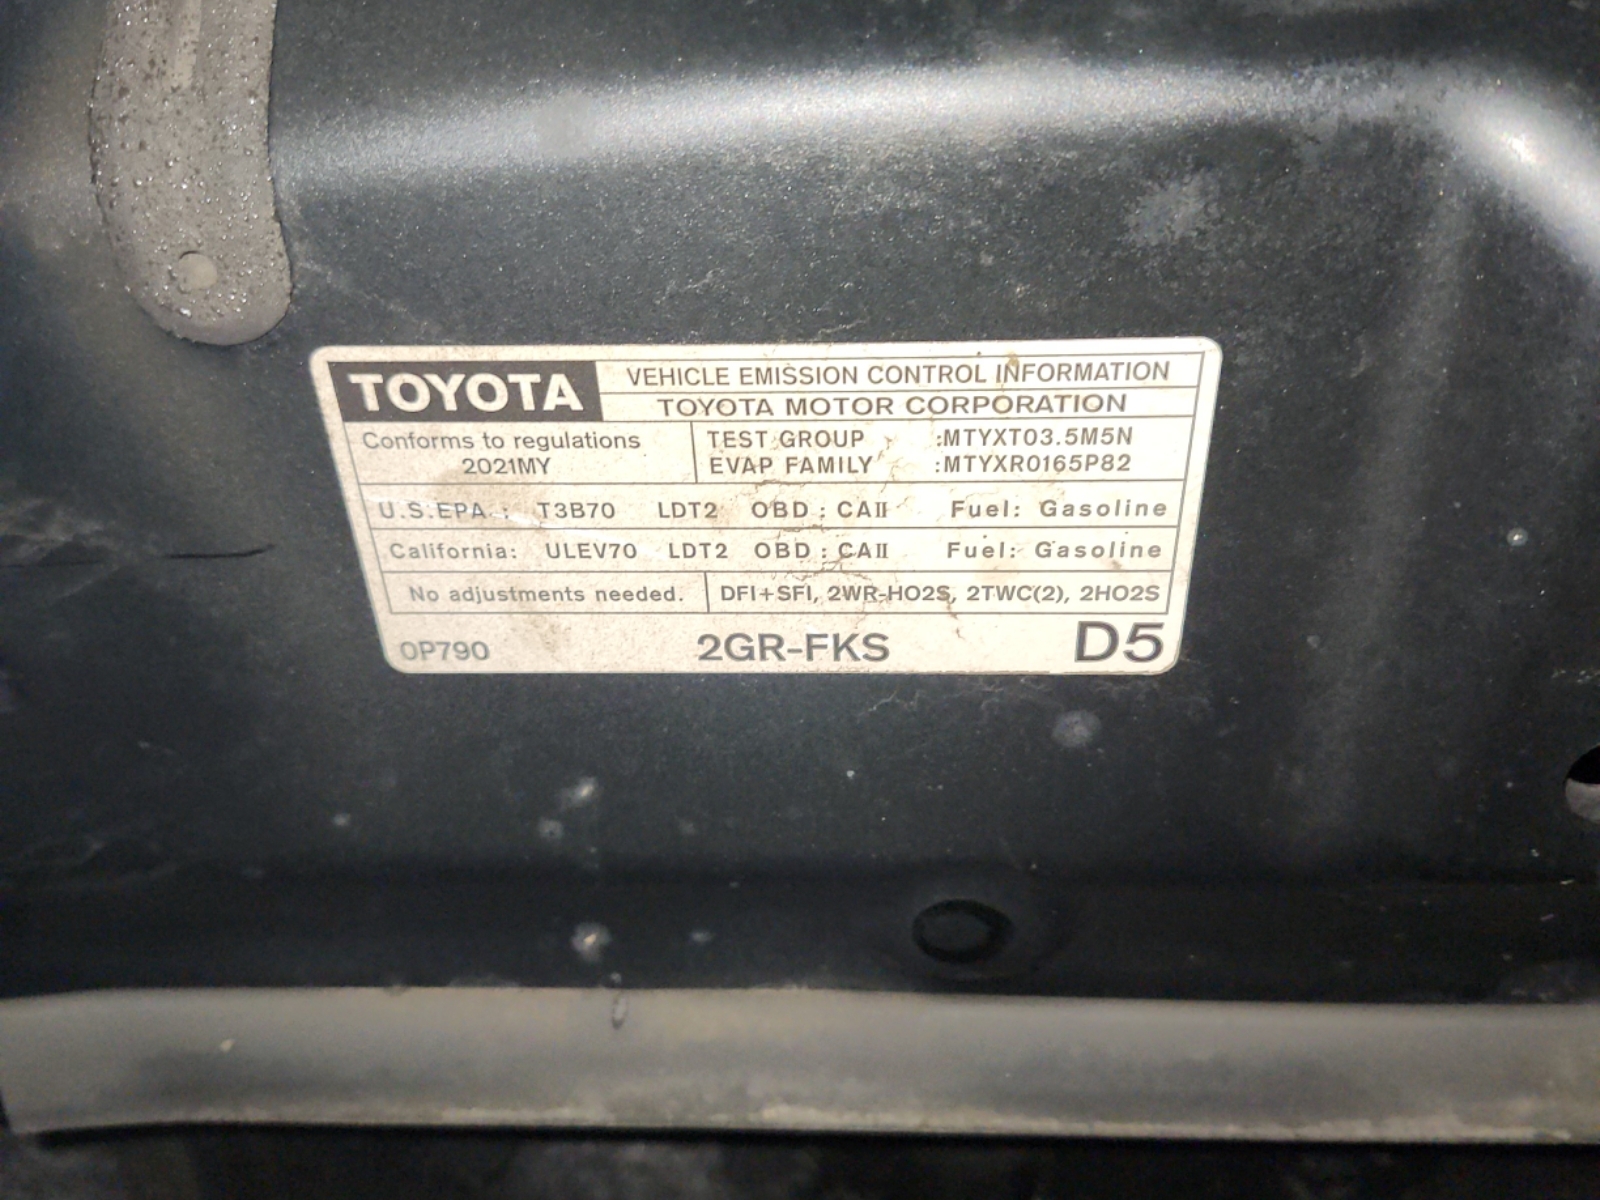 TOYOTA
VEHICLE EMISSION CONTROL INFORMATION
TOYOTA MOTOR CORPORATION
Conforms to regulations
2021MY
TEST GROUP :MTYXT03.5M5N
EVAP FAMILY :MTYXR0165P82
U.S.EPA : T3B70 LDT2 OBD : CAII Fuel: Gasoline
California: ULEV70 LDT2 OBD : CAII Fuel: Gasoline
No adjustments needed. DFI+SFI, 2WR-HO2S, 2TWC(2), 2HO2S
0P790 2GR-FKS D5